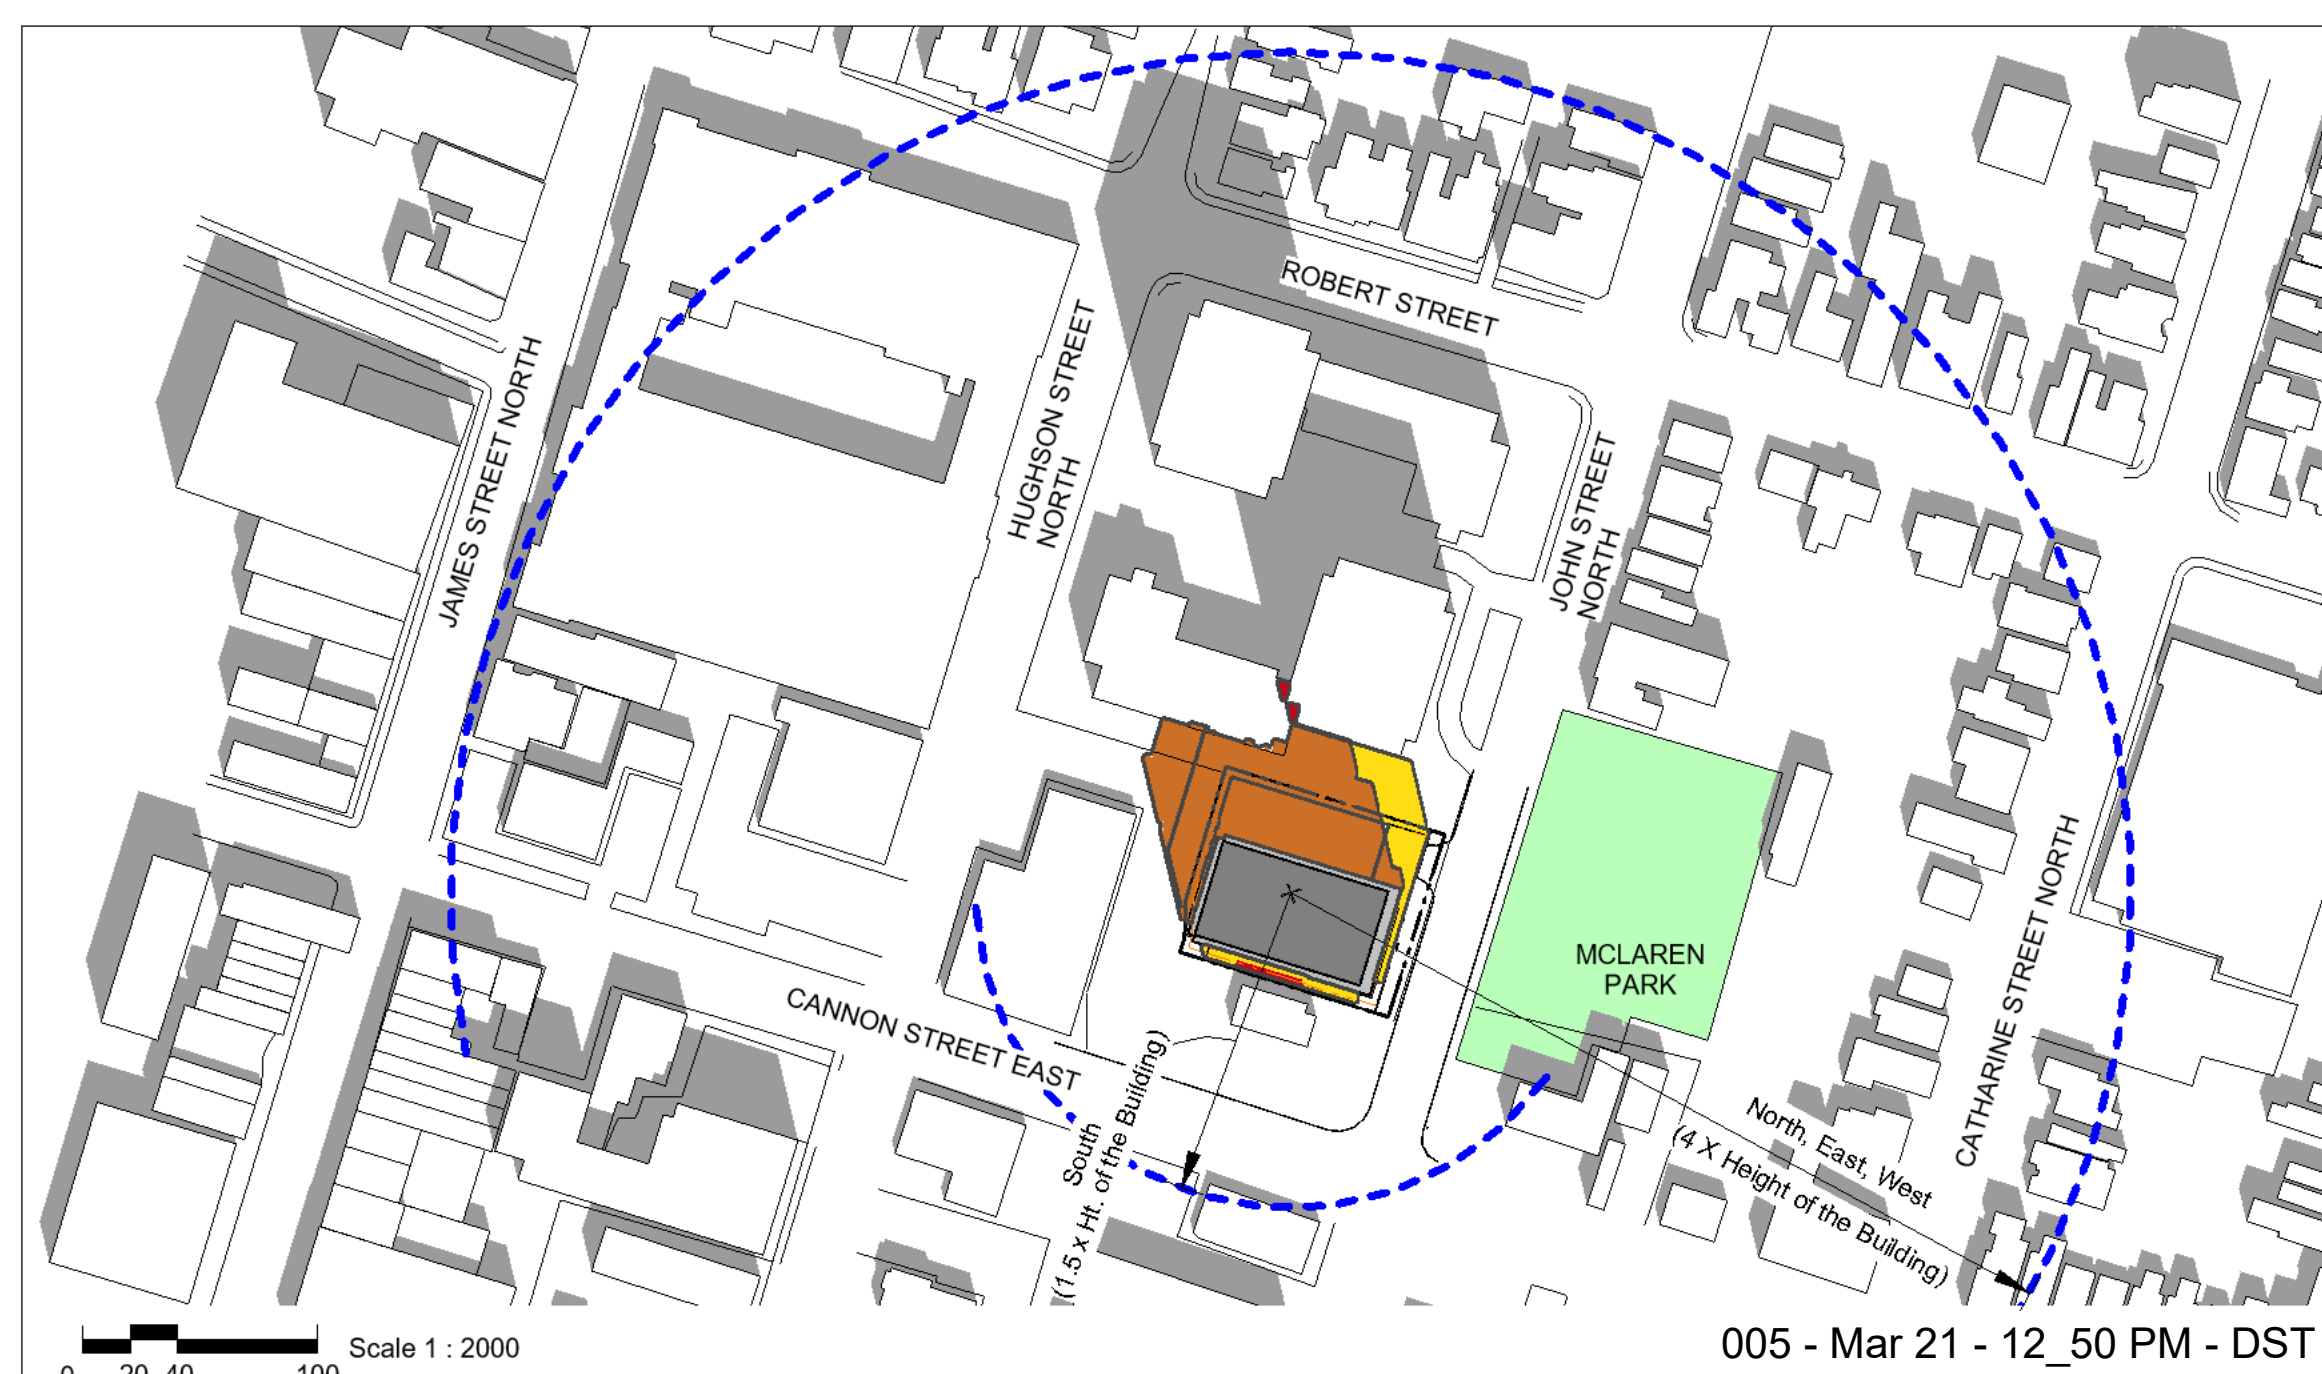 ROBERT STREET
HUGHSON STREET
NORTH
JAMES STREET NORTH
JOHN STREET
NORTH
MCLAREN
PARK
CATHARINE STREET NORTH
CANNON STREET EAST
South
(1.5 x Ht. of the Building)
North, East, West
(4 X Height of the Building)
0 20 40 100
Scale 1 : 2000
005 - Mar 21 - 12_50 PM - DST